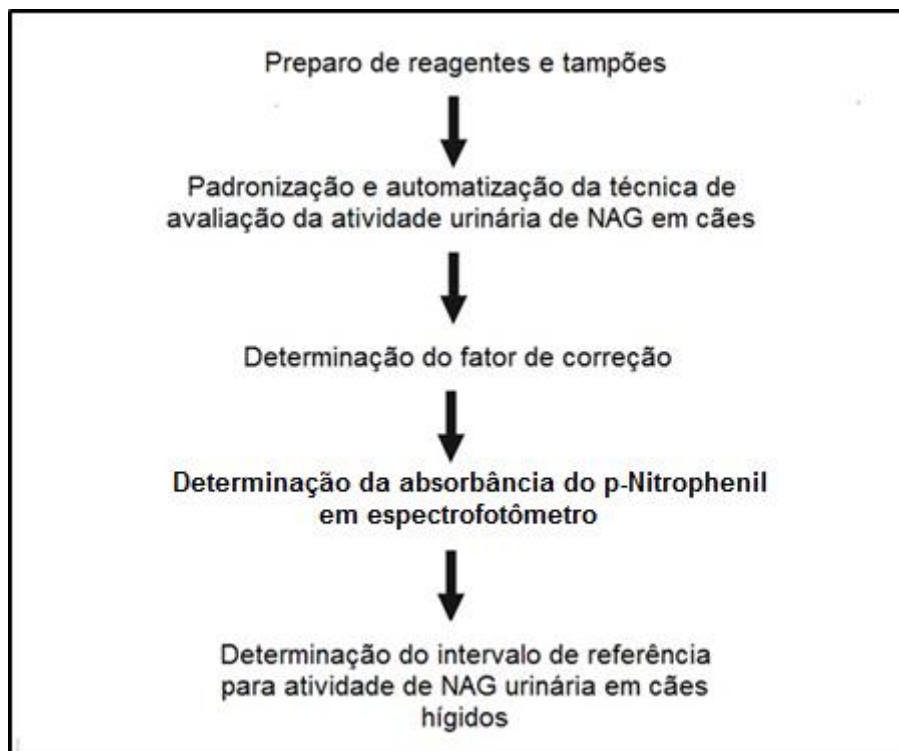 Preparo de reagentes e tampões
Padronização e automatização da técnica de
avaliação da atividade urinária de NAG em cães
Determinação do fator de correção
Determinação da absorbância do p-Nitrophenil
em espectrofotômetro
Determinação do intervalo de referência
para atividade de NAG urinária em cães
hígidos